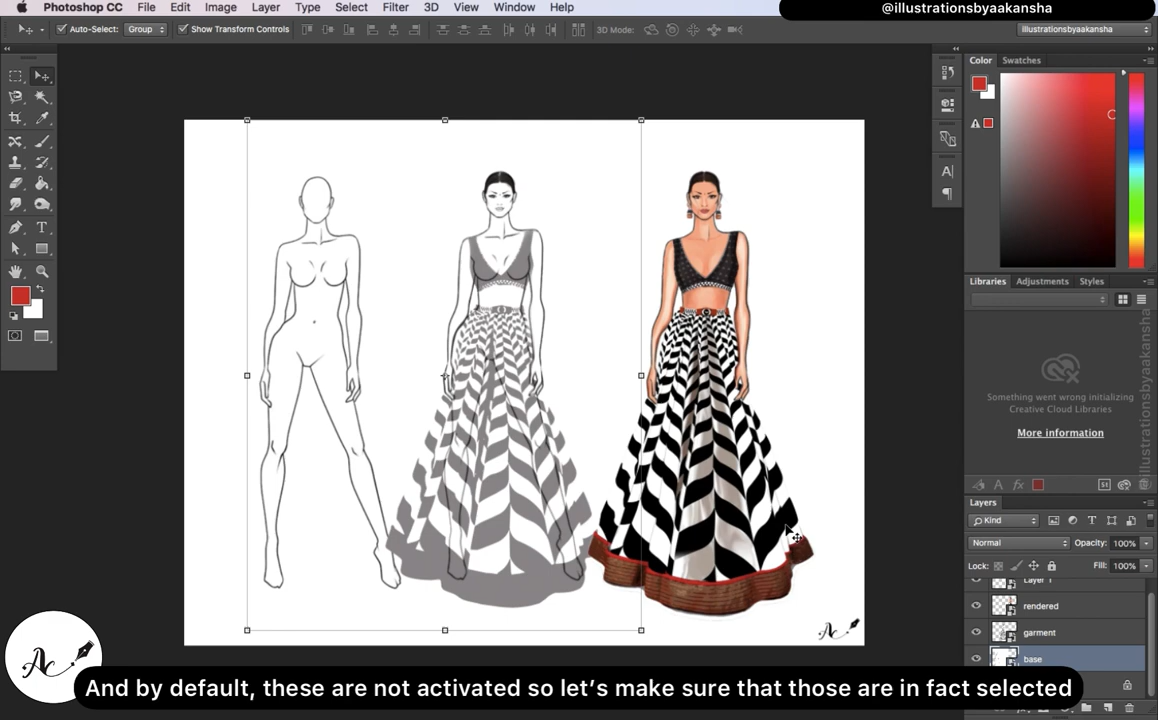 Photoshop CC File Edit Image Layer Type Select Filter 3D View Window Help
@illustrationsbyaakansha
Auto-Select: Group Show Transform Controls 3D Mode: illustrationsbyaakansha
Color Swatches
Libraries Adjustments Styles
Something went wrong initializing
Creative Cloud Libraries
More information
illustrationsbyaakansha
Layers
Kind
Normal Opacity: 100%
Lock: Fill: 100%
Layer 1
rendered
garment
base
Ac
Ac
And by default, these are not activated so let's make sure that those are in fact selected